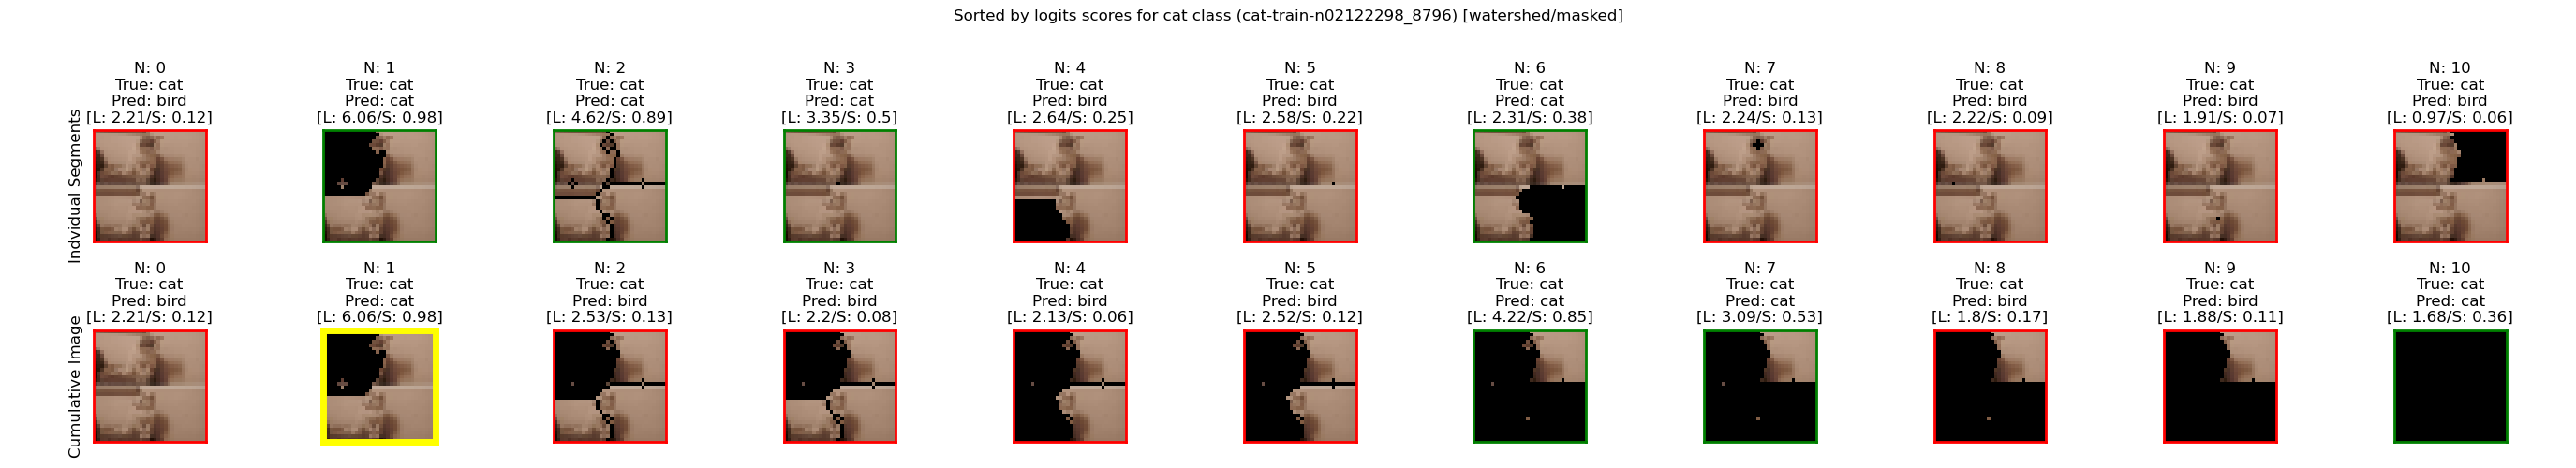 Sorted by logits scores for cat class (cat-train-n02122298_8796) [watershed/masked]
Indvidual Segments
N: 0
True: cat
Pred: bird
[L: 2.21/S: 0.12]
N: 1
True: cat
Pred: cat
[L: 6.06/S: 0.98]
N: 2
True: cat
Pred: cat
[L: 4.62/S: 0.89]
N: 3
True: cat
Pred: cat
[L: 3.35/S: 0.5]
N: 4
True: cat
Pred: bird
[L: 2.64/S: 0.25]
N: 5
True: cat
Pred: bird
[L: 2.58/S: 0.22]
N: 6
True: cat
Pred: cat
[L: 2.31/S: 0.38]
N: 7
True: cat
Pred: bird
[L: 2.24/S: 0.13]
N: 8
True: cat
Pred: bird
[L: 2.22/S: 0.09]
N: 9
True: cat
Pred: bird
[L: 1.91/S: 0.07]
N: 10
True: cat
Pred: bird
[L: 0.97/S: 0.06]
Cumulative Image
N: 0
True: cat
Pred: bird
[L: 2.21/S: 0.12]
N: 1
True: cat
Pred: cat
[L: 6.06/S: 0.98]
N: 2
True: cat
Pred: bird
[L: 2.53/S: 0.13]
N: 3
True: cat
Pred: bird
[L: 2.2/S: 0.08]
N: 4
True: cat
Pred: bird
[L: 2.13/S: 0.06]
N: 5
True: cat
Pred: bird
[L: 2.52/S: 0.12]
N: 6
True: cat
Pred: cat
[L: 4.22/S: 0.85]
N: 7
True: cat
Pred: cat
[L: 3.09/S: 0.53]
N: 8
True: cat
Pred: bird
[L: 1.8/S: 0.17]
N: 9
True: cat
Pred: bird
[L: 1.88/S: 0.11]
N: 10
True: cat
Pred: cat
[L: 1.68/S: 0.36]